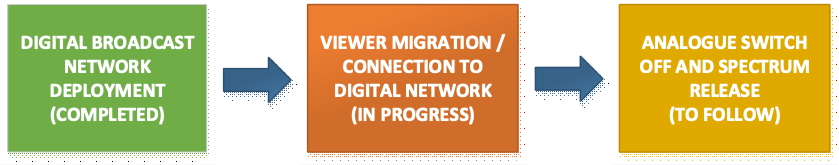 DIGITAL BROADCAST
NETWORK
DEPLOYMENT
(COMPLETED)
VIEWER MIGRATION /
CONNECTION TO
DIGITAL NETWORK
(IN PROGRESS)
ANALOGUE SWITCH
OFF AND SPECTRUM
RELEASE
(TO FOLLOW)